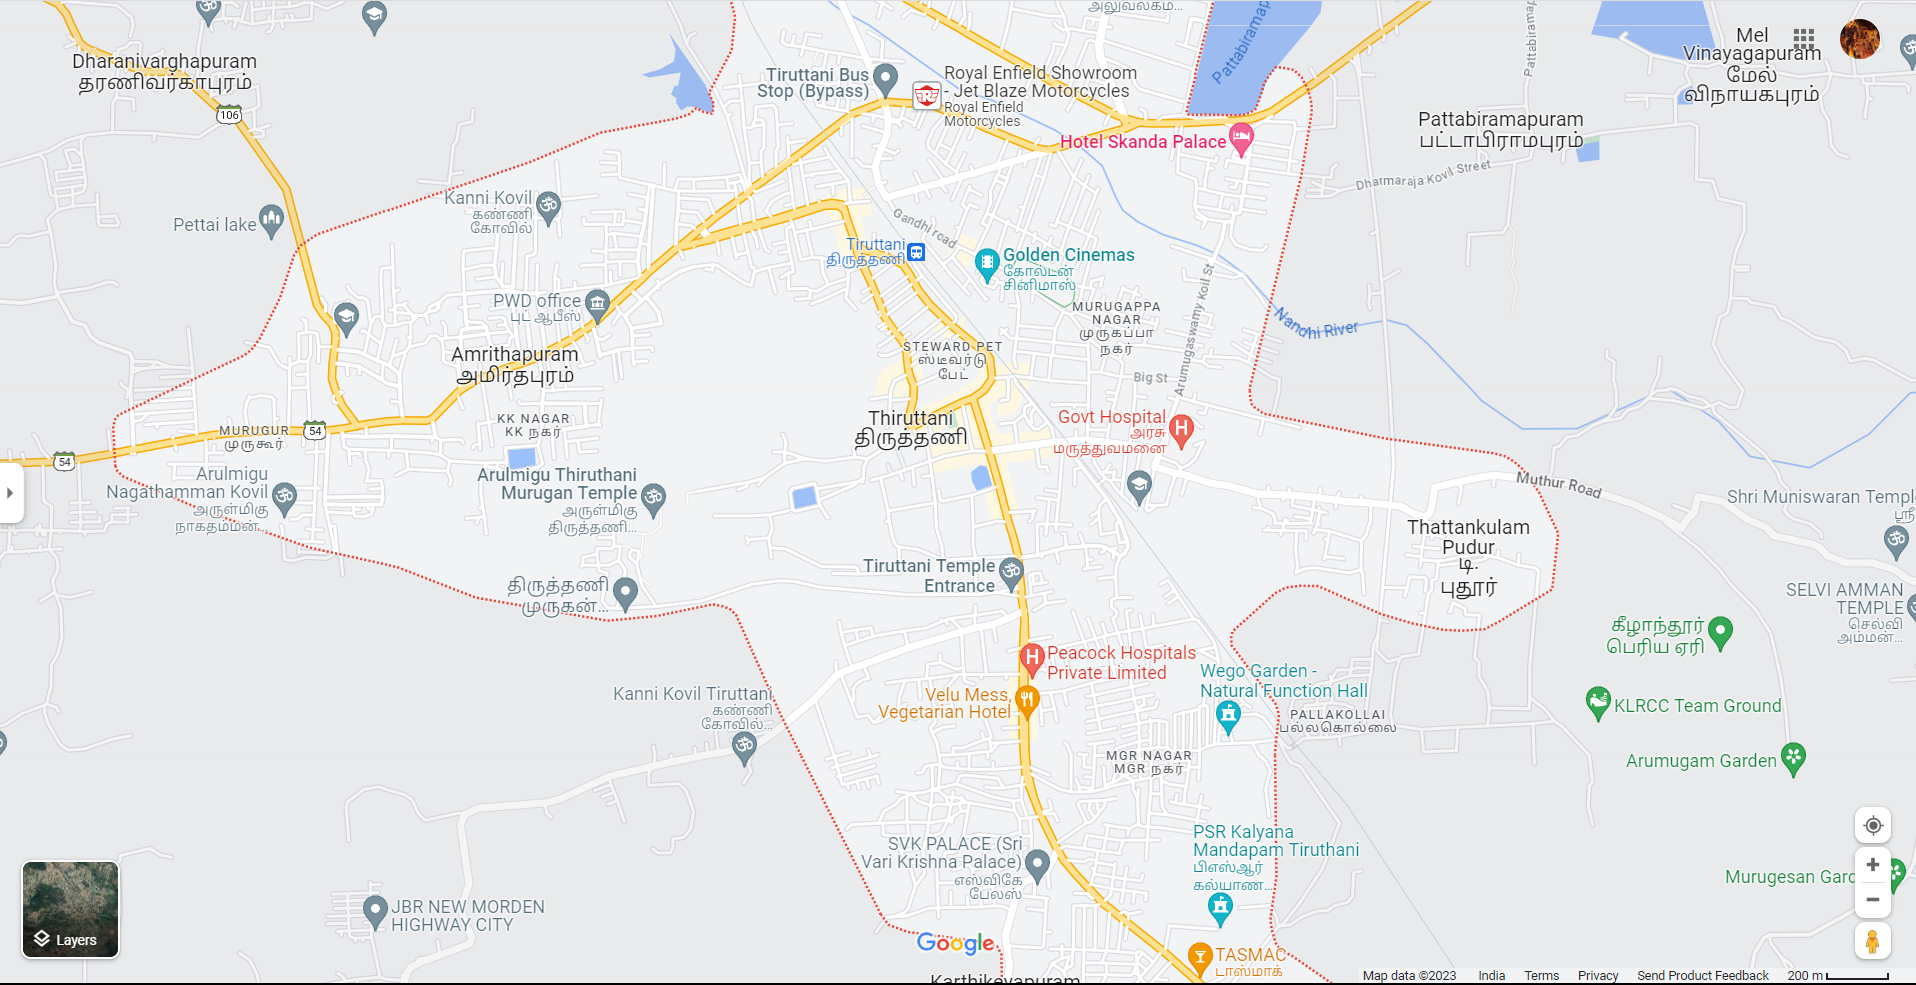 அலுவலகம்...
Pattabiramap
Pattabiramap
Mel
Vinayagapuram
மேல்
விநாயகபுரம்
Dharanivarghapuram
தரணிவர்காபுரம்
106
Tiruttani Bus
Stop (Bypass)
Royal Enfield Showroom
- Jet Blaze Motorcycles
Royal Enfield
Motorcycles
Hotel Skanda Palace
Pattabiramapuram
பட்டாபிராமபுரம்
Dharmaraja Kovil Street
Kanni Kovil
கண்ணி
கோவில்
Pettai lake
Gandhi road
Tiruttani
திருத்தணி
Golden Cinemas
கோல்டன்
சினிமாஸ்
PWD office
புட் ஆபீஸ்
MURUGAPPA
NAGAR
முருகப்பா
நகர்
Arumugaswamy Koil St
Nandhi River
Amrithapuram
அமிர்தபுரம்
STEWARD PET
ஸ்டீவர்டு
பேட்
Big St
KK NAGAR
KK நகர்
MURUGUR
முருகூர்
54
54
Thiruttani
திருத்தணி
Govt Hospital
அரசு
மருத்துவமனை
Arulmigu
Nagathamman Kovil
அருள்மிகு
நாகதம்மன்...
Arulmigu Thiruthani
Murugan Temple
அருள்மிகு
திருத்தணி...
Muthur Road
Shri Muniswaran Templ
ஸ்ரீ
Thattankulam
Pudur
டி.
புதூர்
Tiruttani Temple
Entrance
திருத்தணி
முருகன்...
SELVI AMMAN
TEMPLE
செல்வி
அம்மன்...
கீழாந்தூர்
பெரிய ஏரி
Peacock Hospitals
Private Limited
Wego Garden -
Natural Function Hall
Velu Mess,
Vegetarian Hotel
Kanni Kovil Tiruttani
கண்ணி
கோவில்...
PALLAKOLLAI
பல்லகொல்லை
KLRCC Team Ground
MGR NAGAR
MGR நகர்
Arumugam Garden
SVK PALACE (Sri
Vari Krishna Palace)
எஸ்விகே
பேலஸ்
PSR Kalyana
Mandapam Tiruthani
பிஎஸ்ஆர்
கல்யாண...
Murugesan Gard
JBR NEW MORDEN
HIGHWAY CITY
Layers
Google
TASMAC
டாஸ்மாக்
Karthikeyapuram
Map data ©2023 India Terms Privacy Send Product Feedback 200 m